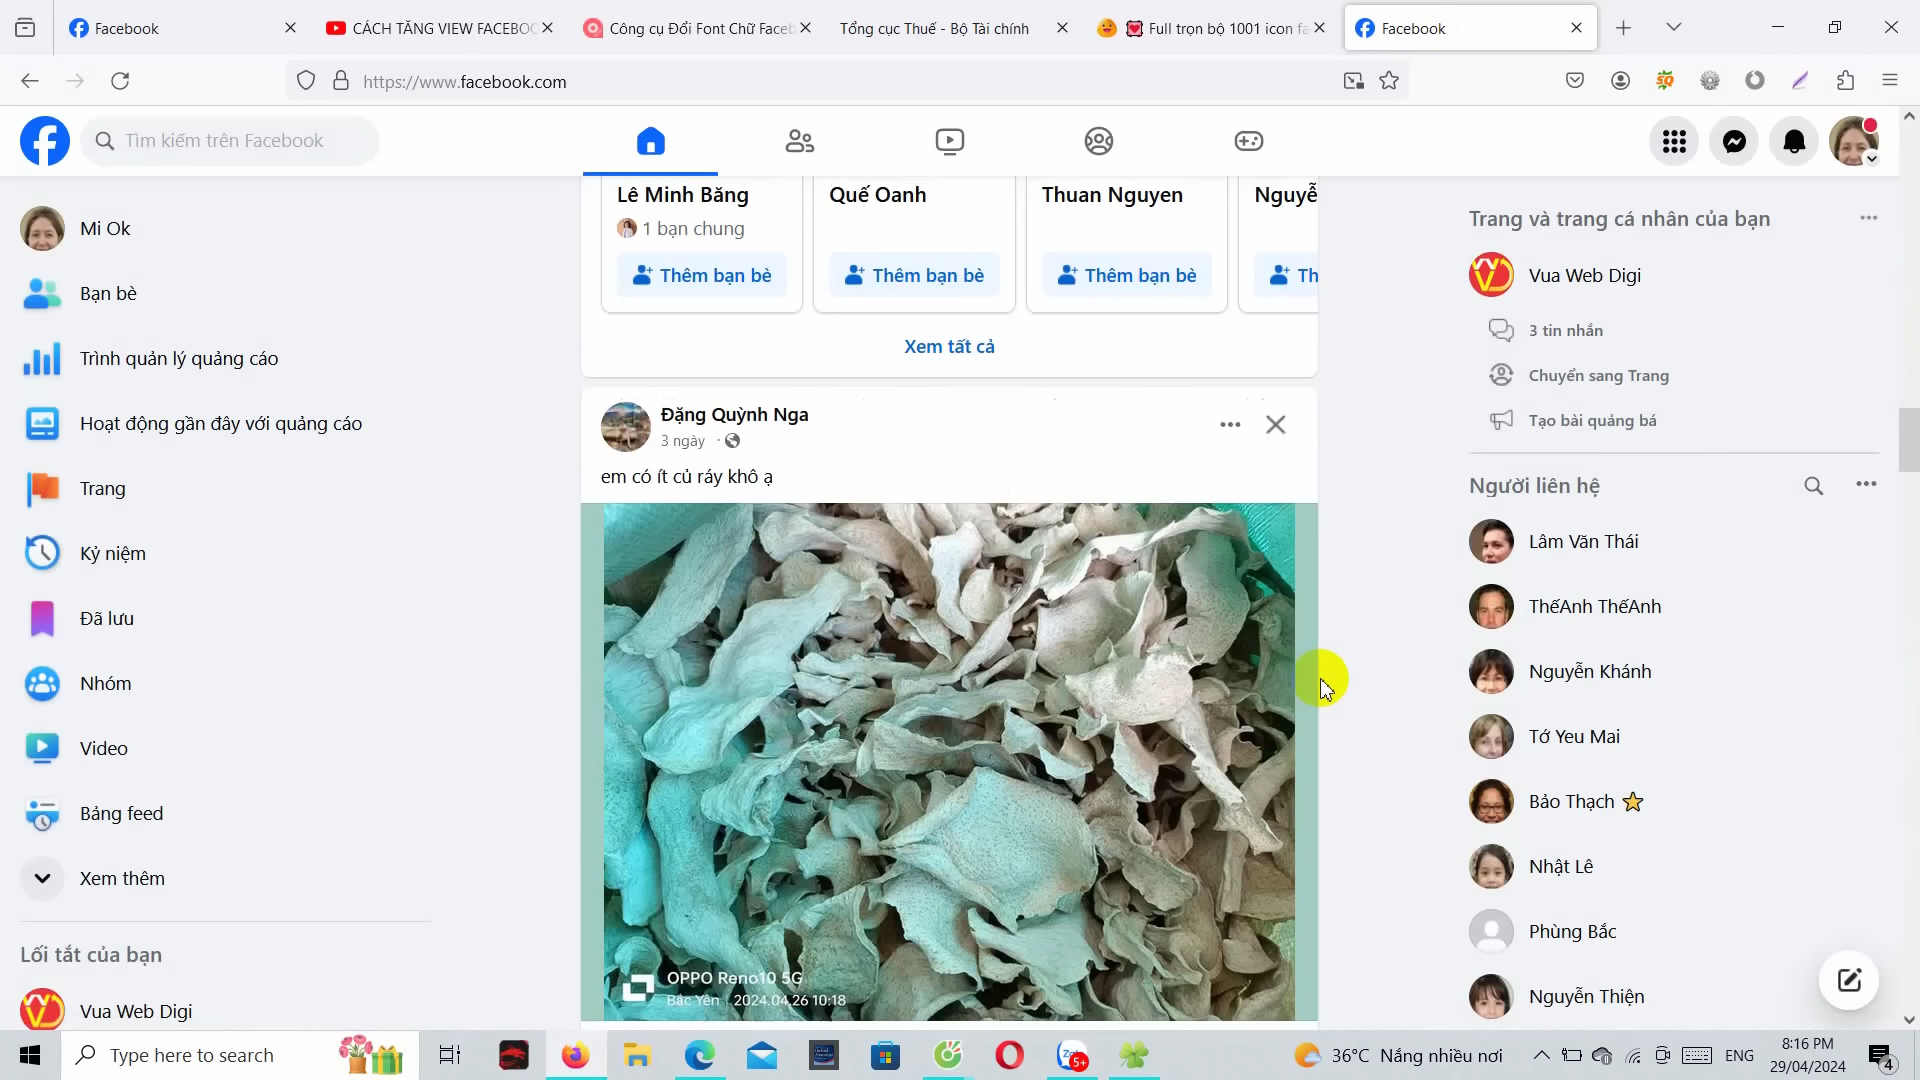 Facebook
CÁCH TĂNG VIEW FACEBOO
Công cụ Đổi Font Chữ Faceb
Tổng cục Thuế - Bộ Tài chính
Full trọn bộ 1001 icon fa
Facebook
https://www.facebook.com
Tìm kiếm trên Facebook
Mi Ok
Bạn bè
Trình quản lý quảng cáo
Hoạt động gần đây với quảng cáo
Trang
Kỷ niệm
Đã lưu
Nhóm
Video
Bảng feed
Xem thêm
Lối tắt của bạn
Vua Web Digi
Lê Minh Băng
1 bạn chung
Thêm bạn bè
Quế Oanh
Thêm bạn bè
Thuan Nguyen
Thêm bạn bè
Nguyễ
Th
Xem tất cả
Đặng Quỳnh Nga
3 ngày ·
em có ít củ ráy khô ạ
OPPO Reno10 5G
Bắc Yên | 2024.04.26 10:18
Trang và trang cá nhân của bạn
Vua Web Digi
3 tin nhắn
Chuyển sang Trang
Tạo bài quảng bá
Người liên hệ
Lâm Văn Thái
ThếAnh ThếAnh
Nguyễn Khánh
Tớ Yeu Mai
Bảo Thạch ⭐
Nhật Lê
Phùng Bắc
Nguyễn Thiện
Type here to search
Zalo
5+
36°C Nắng nhiều nơi
ENG
8:16 PM
29/04/2024
4